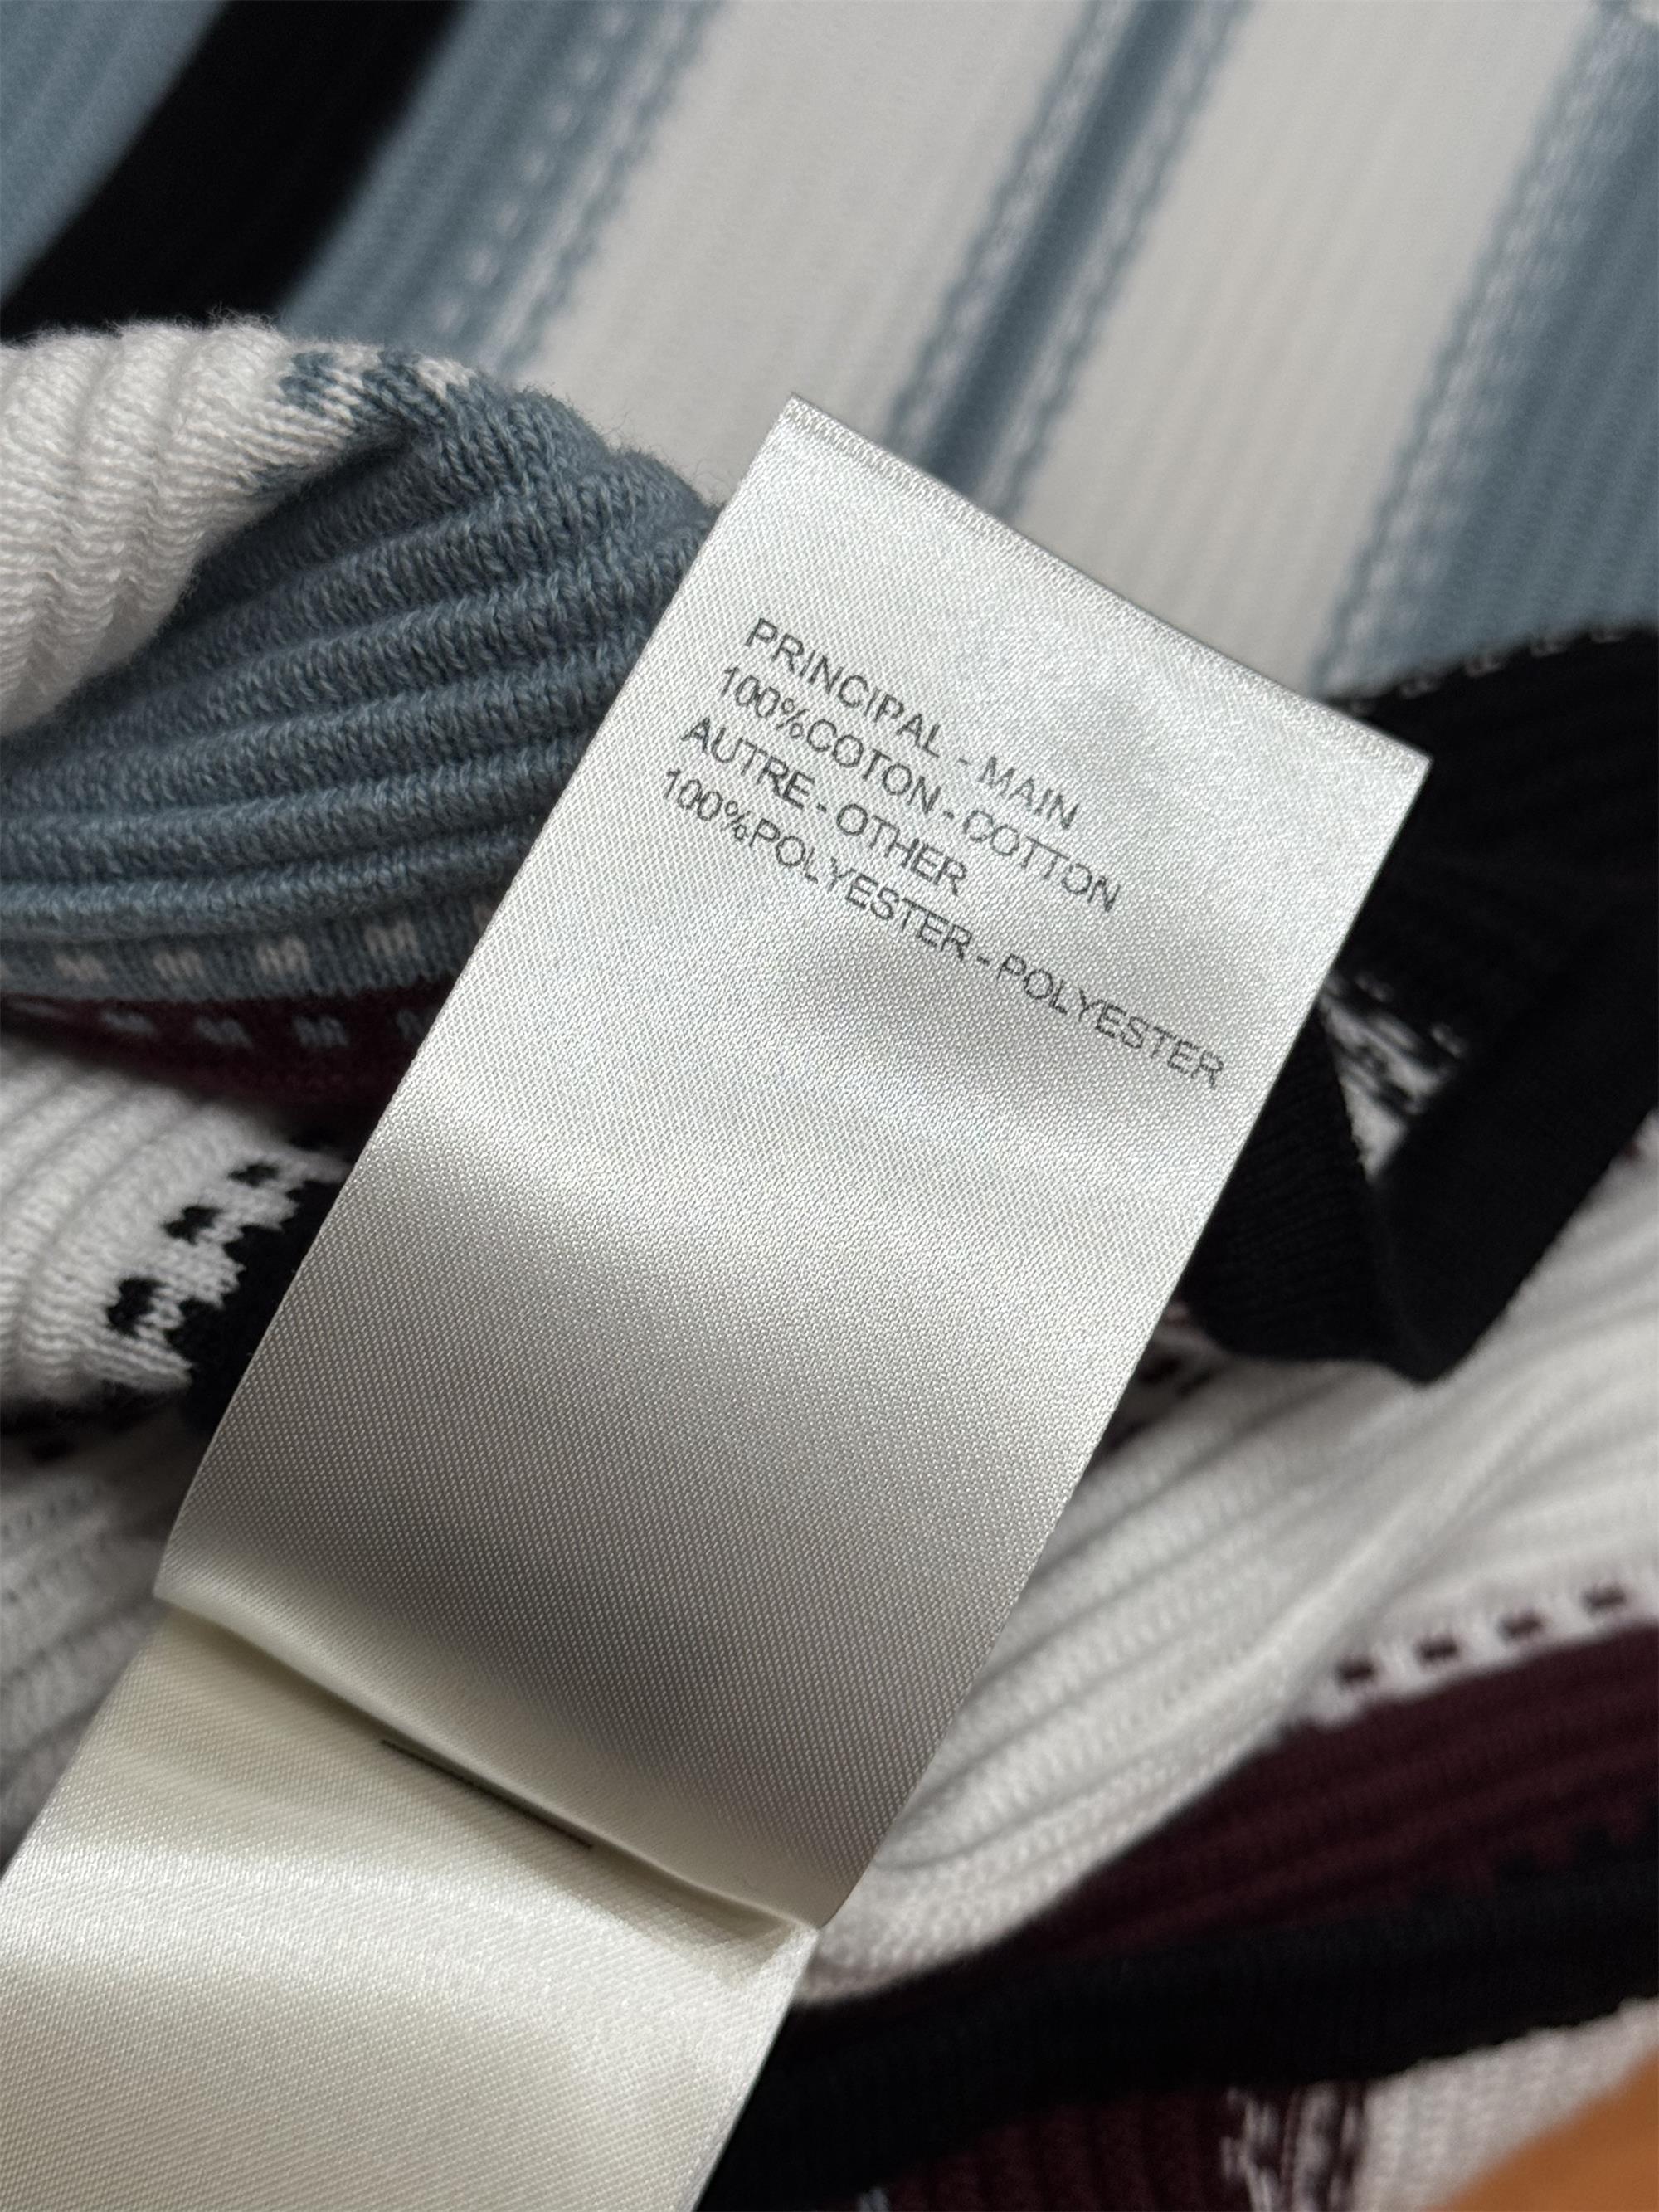 PRINCIPAL - MAIN
100%COTON - COTTON
AUTRE - OTHER
100%POLYESTER - POLYESTER